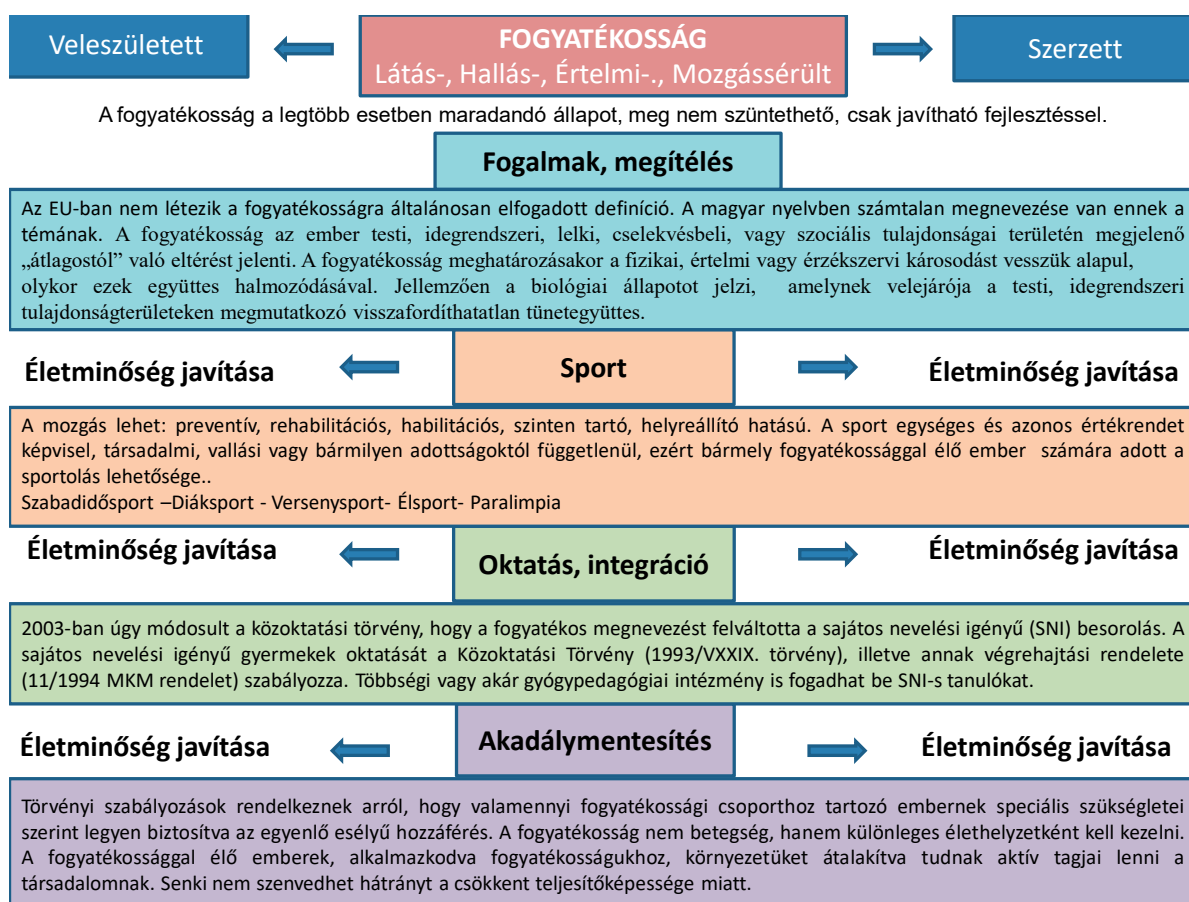 Veleszületett
FOGYATÉKOSSÁG
Látás-, Hallás-, Értelmi-., Mozgássérült
Szerzett
A fogyatékosság a legtöbb esetben maradandó állapot, meg nem szüntethető, csak javítható fejlesztéssel.
Fogalmak, megítélés
Az EU-ban nem létezik a fogyatékosságra általánosan elfogadott definíció. A magyar nyelvben számtalan megnevezése van ennek a
témának. A fogyatékosság az ember testi, idegrendszeri, lelki, cselekvésbeli, vagy szociális tulajdonságai területén megjelenő
„átlagostól” való eltérést jelenti. A fogyatékosság meghatározásakor a fizikai, értelmi vagy érzékszervi károsodást vesszük alapul,
olykor ezek együttes halmozódásával. Jellemzően a biológiai állapotot jelzi, amelynek velejárója a testi, idegrendszeri
tulajdonságterületeken megmutatkozó visszafordíthatatlan tünetegyüttes.
Életminőség javítása
Sport
Életminőség javítása
A mozgás lehet: preventív, rehabilitációs, habilitációs, szinten tartó, helyreállító hatású. A sport egységes és azonos értékrendet
képvisel, társadalmi, vallási vagy bármilyen adottságoktól függetlenül, ezért bármely fogyatékossággal élő ember számára adott a
sportolás lehetősége..
Szabadidősport –Diáksport - Versenysport- Élsport- Paralimpia
Életminőség javítása
Oktatás, integráció
Életminőség javítása
2003-ban úgy módosult a közoktatási törvény, hogy a fogyatékos megnevezést felváltotta a sajátos nevelési igényű (SNI) besorolás. A
sajátos nevelési igényű gyermekek oktatását a Közoktatási Törvény (1993/VXXIX. törvény), illetve annak végrehajtási rendelete
(11/1994 MKM rendelet) szabályozza. Többségi vagy akár gyógypedagógiai intézmény is fogadhat be SNI-s tanulókat.
Életminőség javítása
Akadálymentesítés
Életminőség javítása
Törvényi szabályozások rendelkeznek arról, hogy valamennyi fogyatékossági csoporthoz tartozó embernek speciális szükségletei
szerint legyen biztosítva az egyenlő esélyű hozzáférés. A fogyatékosság nem betegség, hanem különleges élethelyzetként kell kezelni.
A fogyatékossággal élő emberek, alkalmazkodva fogyatékosságukhoz, környezetüket átalakítva tudnak aktív tagjai lenni a
társadalomnak. Senki nem szenvedhet hátrányt a csökkent teljesítőképessége miatt.